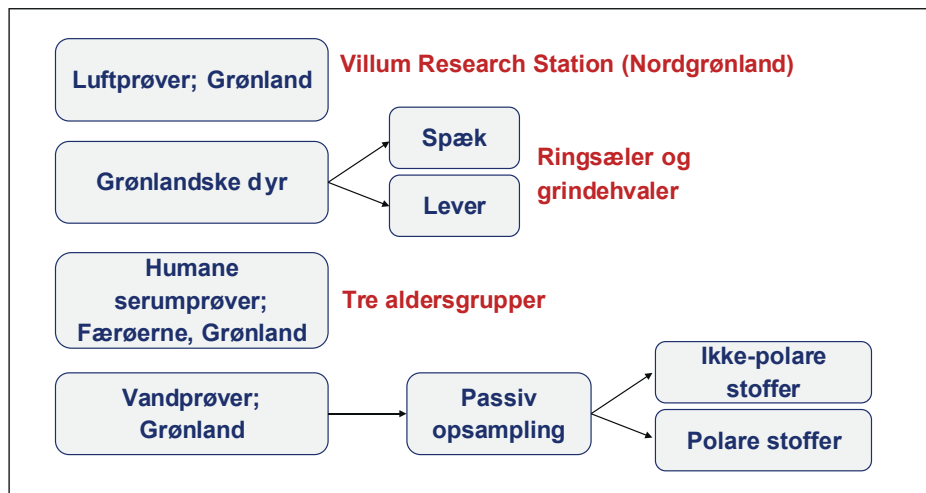 Luftprøver; Grønland
Villum Research Station (Nordgrønland)
Grønlandske dyr
Spæk
Lever
Ringsæler og
grindehvaler
Humane
serumprøver;
Færøerne, Grønland
Tre aldersgrupper
Vandprøver;
Grønland
Passiv
opsampling
Ikke-polare
stoffer
Polare stoffer